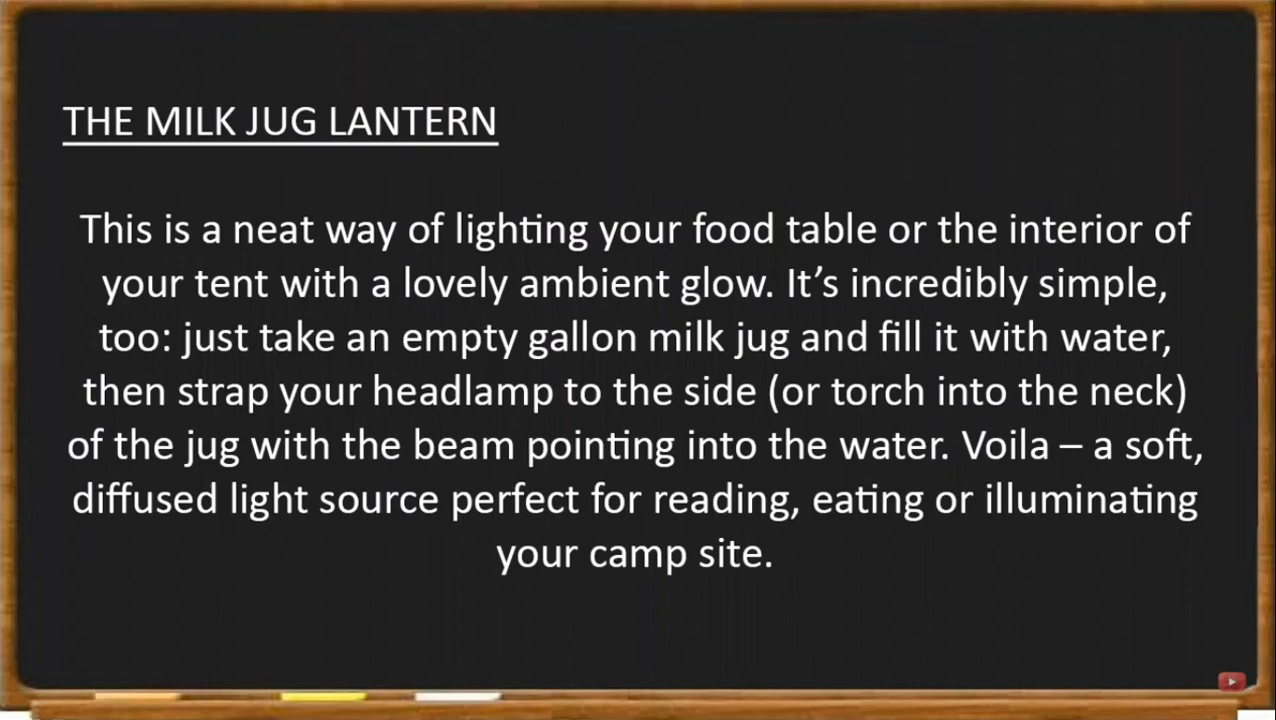 THE MILK JUG LANTERN
This is a neat way of lighting your food table or the interior of
your tent with a lovely ambient glow. It’s incredibly simple,
too: just take an empty gallon milk jug and fill it with water,
then strap your headlamp to the side (or torch into the neck)
of the jug with the beam pointing into the water. Voila – a soft,
diffused light source perfect for reading, eating or illuminating
your camp site.